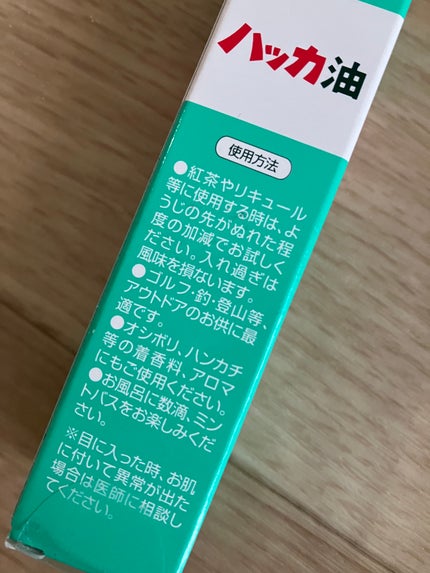 ハッカ油
使用方法
●紅茶やリキュール
等に使用する時は、よ
うじの先がぬれた程
度の加減でお試しく
ださい。入れ過ぎは
風味を損ないます。
●ゴルフ・釣・登山等、
アウトドアのお供に最
適です。
●オシボリ、ハンカチ
等の着香料、アロマ
にもご使用ください。
●お風呂に数滴、ミン
トバスをお楽しみくだ
さい。
※目に入った時、お肌
に付いて異常が出た
場合は医師に相談し
てください。